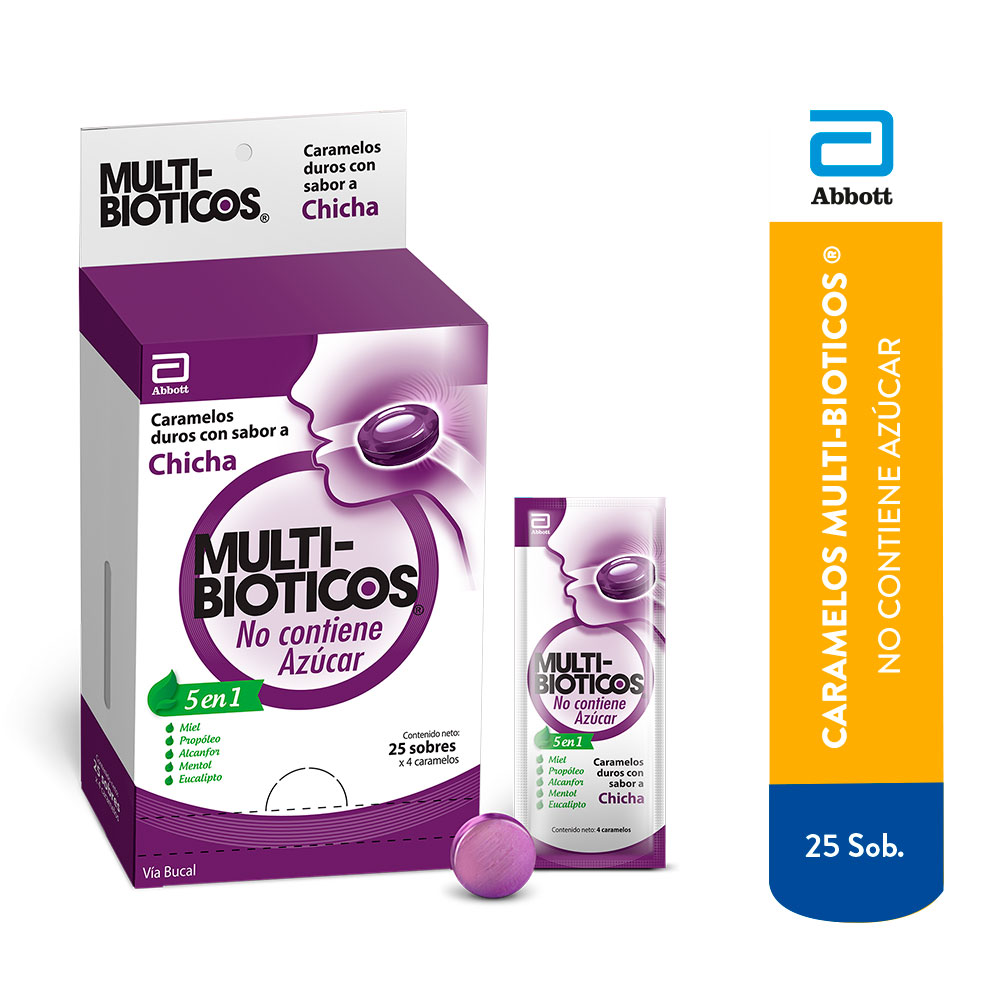 MULTI-
BIOTICOS®
Caramelos
duros con
sabor a
Chicha
Abbott
Caramelos
duros con sabor a
Chicha
MULTI-
BIOTICOS®
No contiene
Azúcar
5 en 1
Miel
Propóleo
Alcanfor
Mentol
Eucalipto
Contenido neto:
25 sobres
x 4 caramelos
Vía Bucal
25 sobres
Abbott
MULTI-
BIOTICOS
No contiene
Azúcar
5 en 1
Miel
Propóleo
Alcanfor
Mentol
Eucalipto
Caramelos
duros con
sabor a
Chicha
Contenido neto: 4 caramelos
Abbott
CARAMELOS MULTI-BIOTICOS ®
NO CONTIENE AZÚCAR
25 Sob.